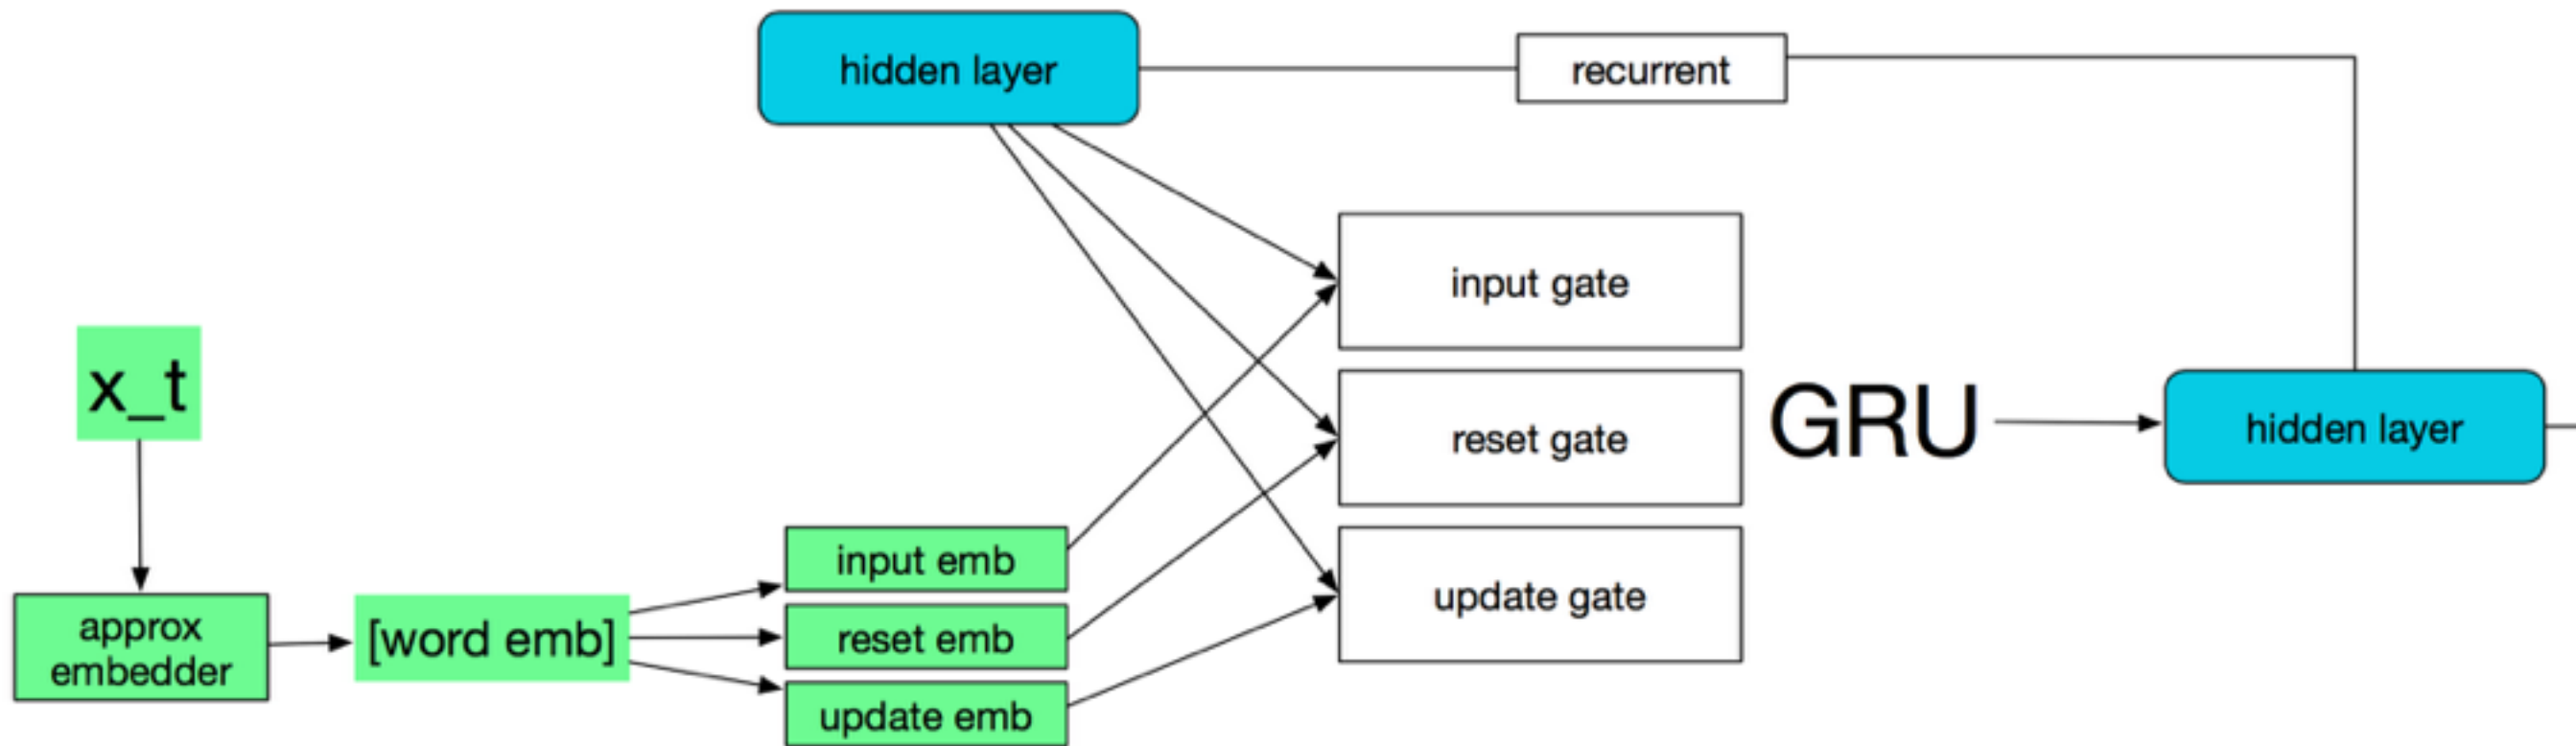 hidden layer
recurrent
input gate
x_t
reset gate
GRU
hidden layer
input emb
approx
embedder
[word emb]
reset emb
update gate
update emb